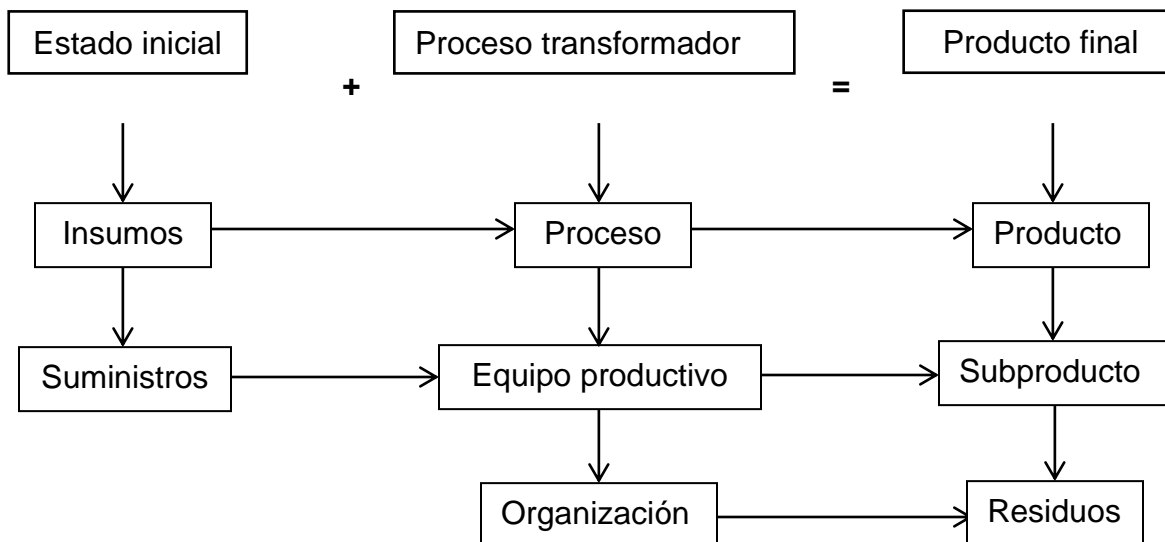 Estado inicial
Proceso transformador
Producto final
+
=
Insumos
Proceso
Producto
Suministros
Equipo productivo
Subproducto
Organización
Residuos